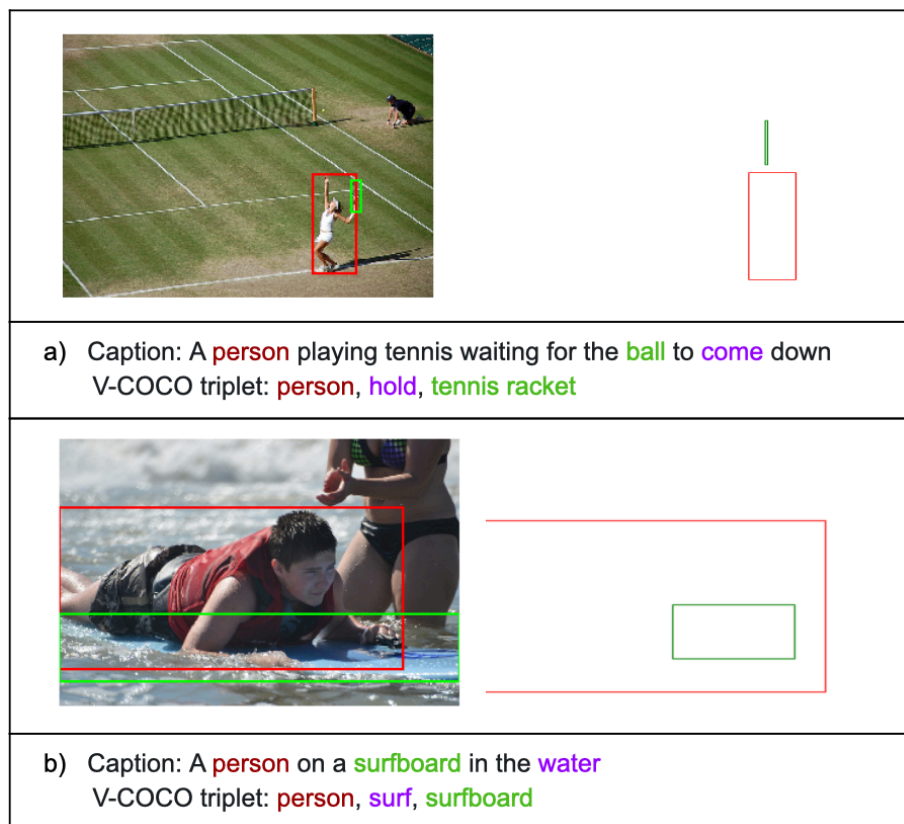 a) Caption: A person playing tennis waiting for the ball to come down
V-COCO triplet: person, hold, tennis racket
b) Caption: A person on a surfboard in the water
V-COCO triplet: person, surf, surfboard